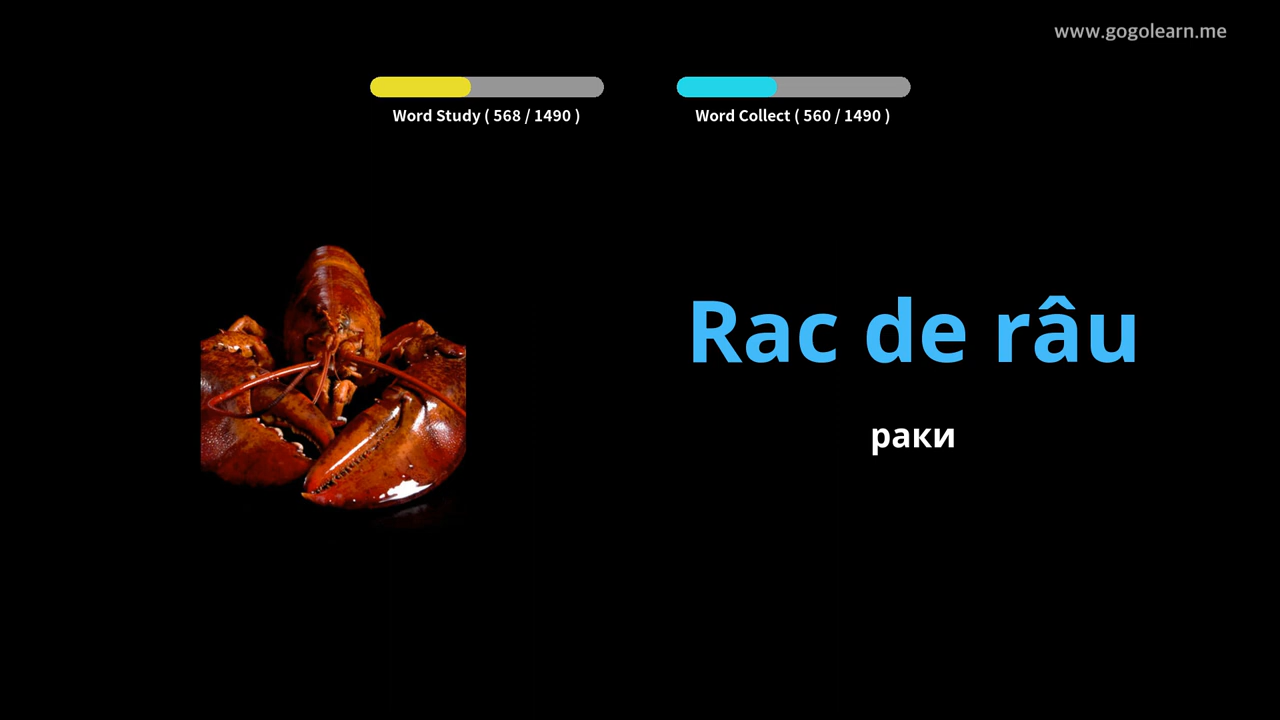 www.gogolearn.me
Word Study ( 568 / 1490 )
Word Collect ( 560 / 1490 )
Rac de râu
раки